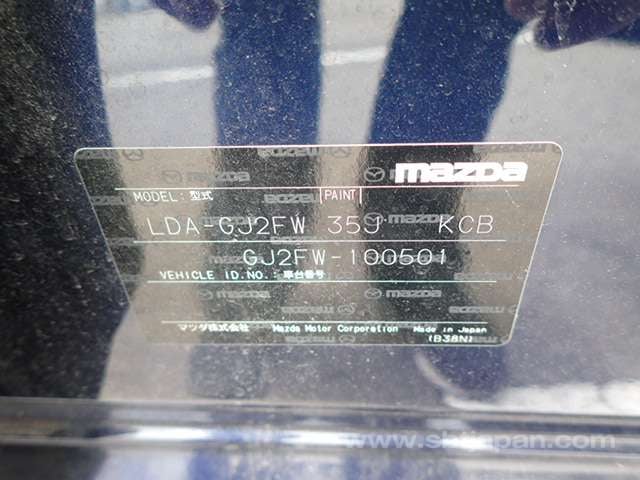 mazda
MODEL: 型式 PAINT
LDA-GJ2FW 35J KCB
GJ2FW-100501
VEHICLE ID.NO.: 車台番号
マツダ株式会社 Mazda Motor Corporation Made in Japan
(B38N)
www.sbtjapan.com